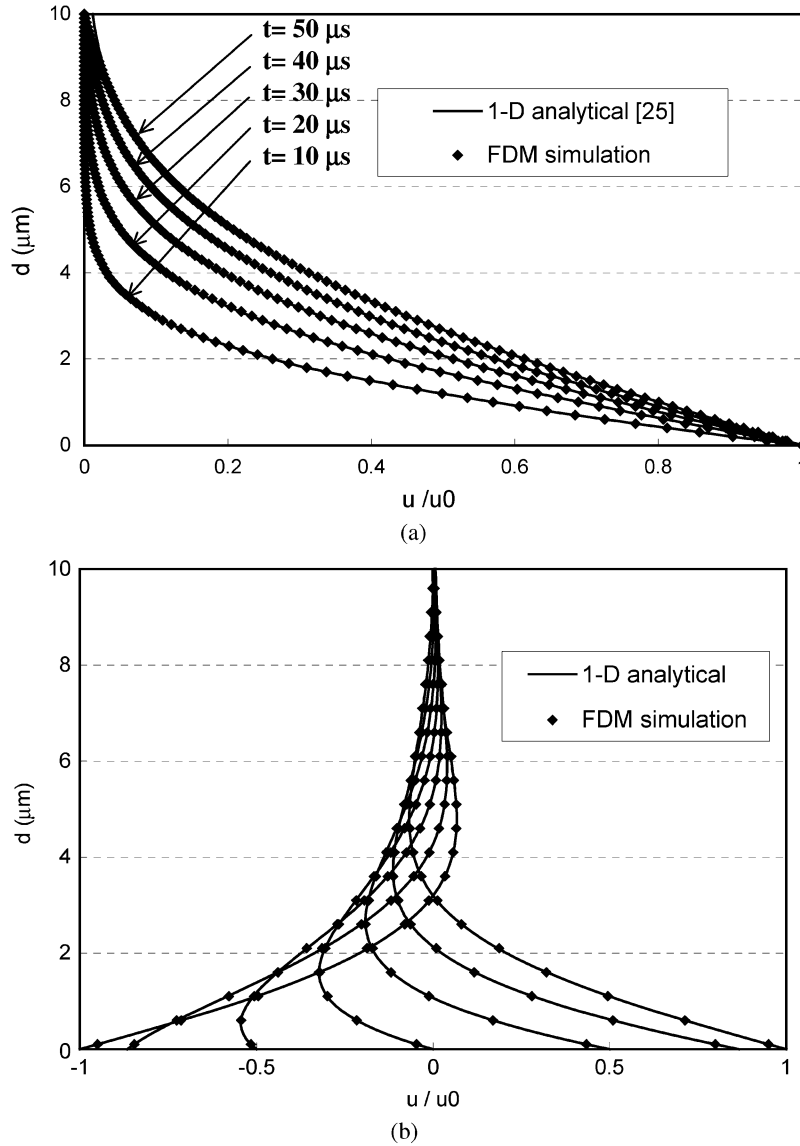 10
8
6
4
2
0
d (μm)
t= 50 μs
t= 40 μs
t= 30 μs
t= 20 μs
t= 10 μs
1-D analytical [25]
FDM simulation
0 0.2 0.4 0.6 0.8 1
u /u0
(a)
10
8
6
4
2
0
d (μm)
1-D analytical
FDM simulation
-1 -0.5 0 0.5 1
u / u0
(b)